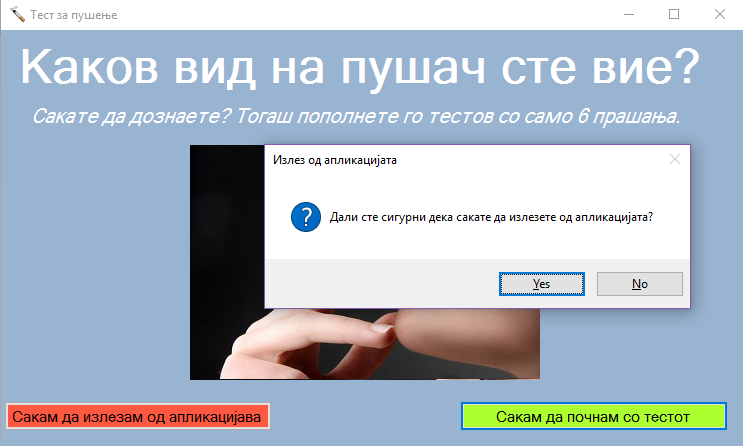 Тест за пушење
Каков вид на пушач сте вие?
Сакате да дознаете? Тогаш пополнете го тестов со само 6 прашања.
Излез од апликацијата
Дали сте сигурни дека сакате да излезете од апликацијата?
Yes
No
Сакам да излезам од апликацијава
Сакам да почнам со тестот